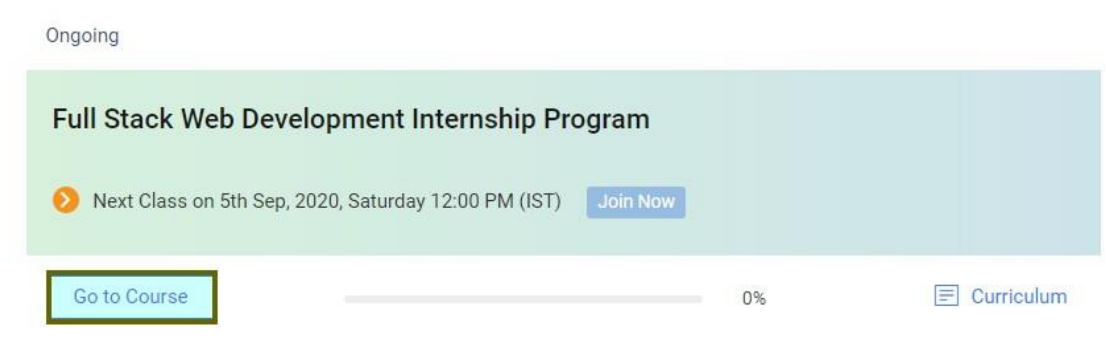 Ongoing
Full Stack Web Development Internship Program
Next Class on 5th Sep, 2020, Saturday 12:00 PM (IST) Join Now
Go to Course 0% Curriculum